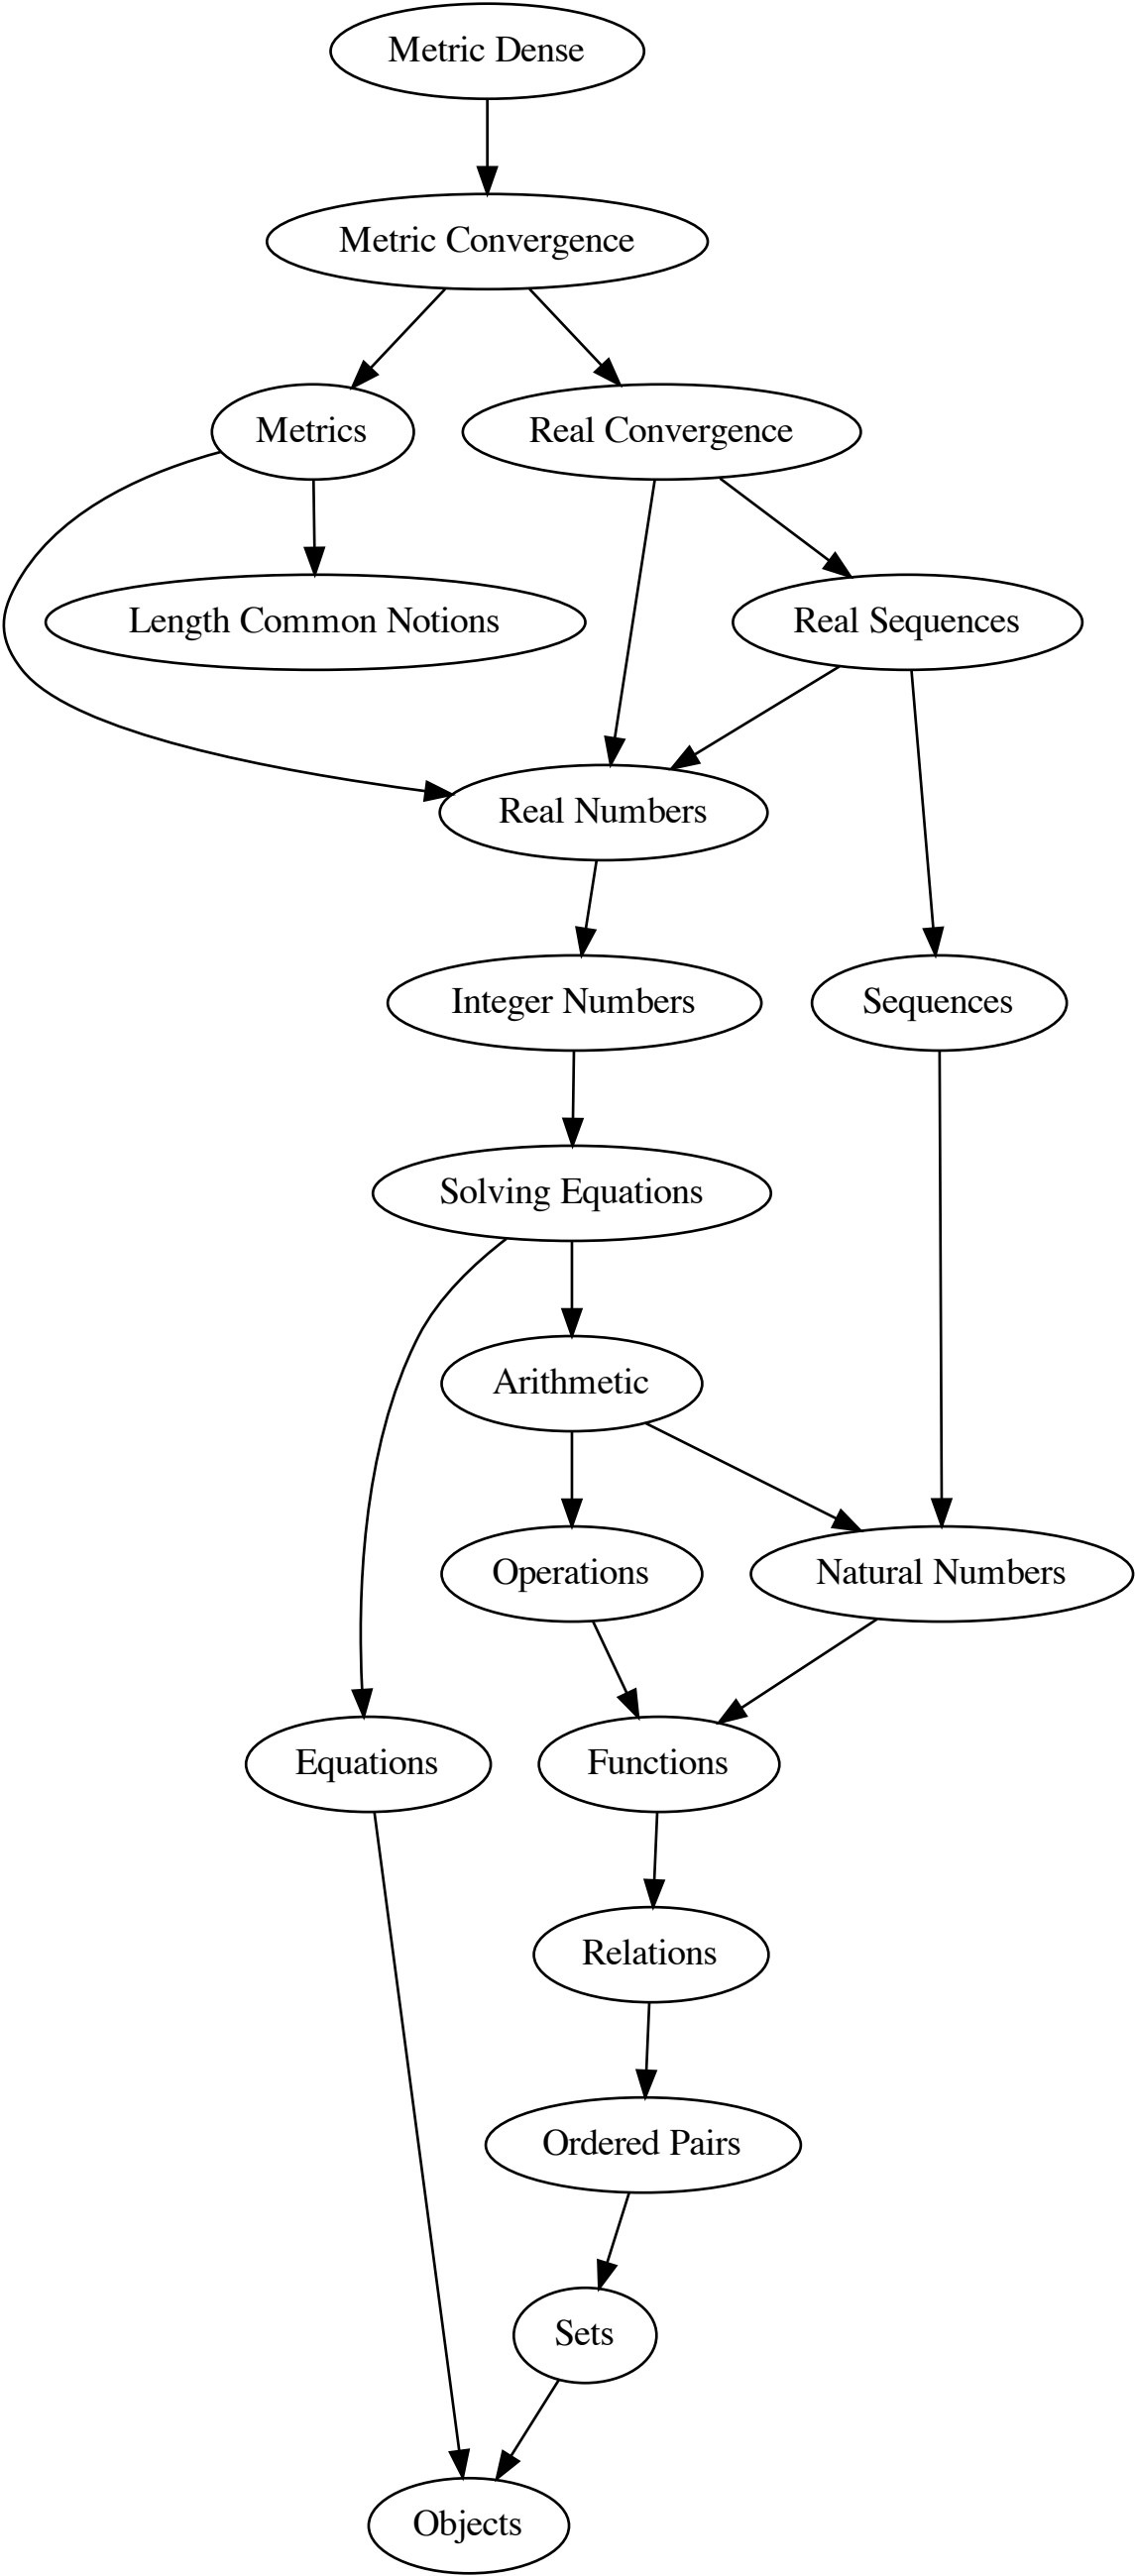 Metric Dense
Metric Convergence
Metrics
Real Convergence
Length Common Notions
Real Sequences
Real Numbers
Integer Numbers
Sequences
Solving Equations
Arithmetic
Operations
Natural Numbers
Equations
Functions
Relations
Ordered Pairs
Sets
Objects